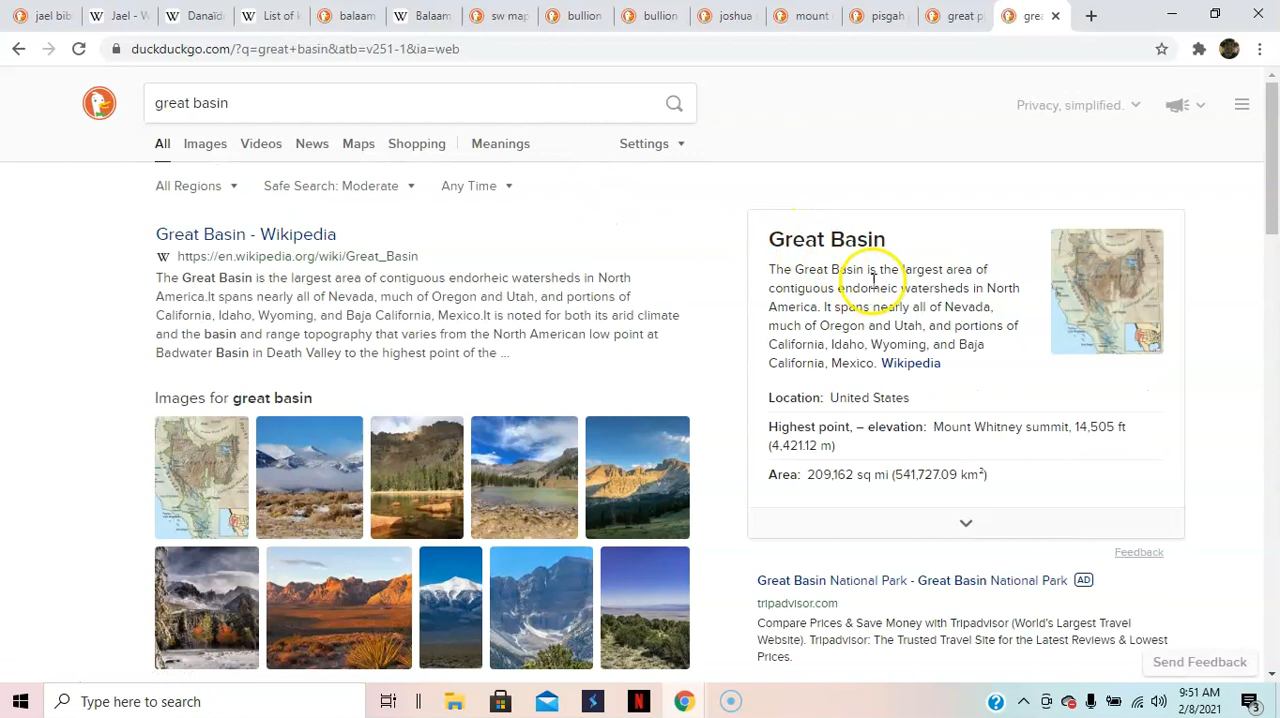 jael bib
Jael - W
Danaïde
List of k
balaam
Balaam
sw map
bullion
bullion
joshua
mount
pisgah
great p
grea
duckduckgo.com/?q=great+basin&atb=v251-1&ia=web
great basin
Privacy, simplified.
All Images Videos News Maps Shopping Meanings Settings
All Regions Safe Search: Moderate Any Time
Great Basin - Wikipedia
W https://en.wikipedia.org/wiki/Great_Basin
The Great Basin is the largest area of contiguous endorheic watersheds in North
America.It spans nearly all of Nevada, much of Oregon and Utah, and portions of
California, Idaho, Wyoming, and Baja California, Mexico.It is noted for both its arid climate
and the basin and range topography that varies from the North American low point at
Badwater Basin in Death Valley to the highest point of the ...
Images for great basin
Great Basin
The Great Basin is the largest area of
contiguous endorheic watersheds in North
America. It spans nearly all of Nevada,
much of Oregon and Utah, and portions of
California, Idaho, Wyoming, and Baja
California, Mexico. Wikipedia
Location: United States
Highest point, – elevation: Mount Whitney summit, 14,505 ft
(4,421.12 m)
Area: 209,162 sq mi (541,727.09 km²)
Feedback
Great Basin National Park - Great Basin National Park AD
tripadvisor.com
Compare Prices & Save Money with Tripadvisor (World's Largest Travel
Website). Tripadvisor: The Trusted Travel Site for the Latest Reviews & Lowest
Prices.
Send Feedback
Type here to search
9:51 AM
2/8/2021
3